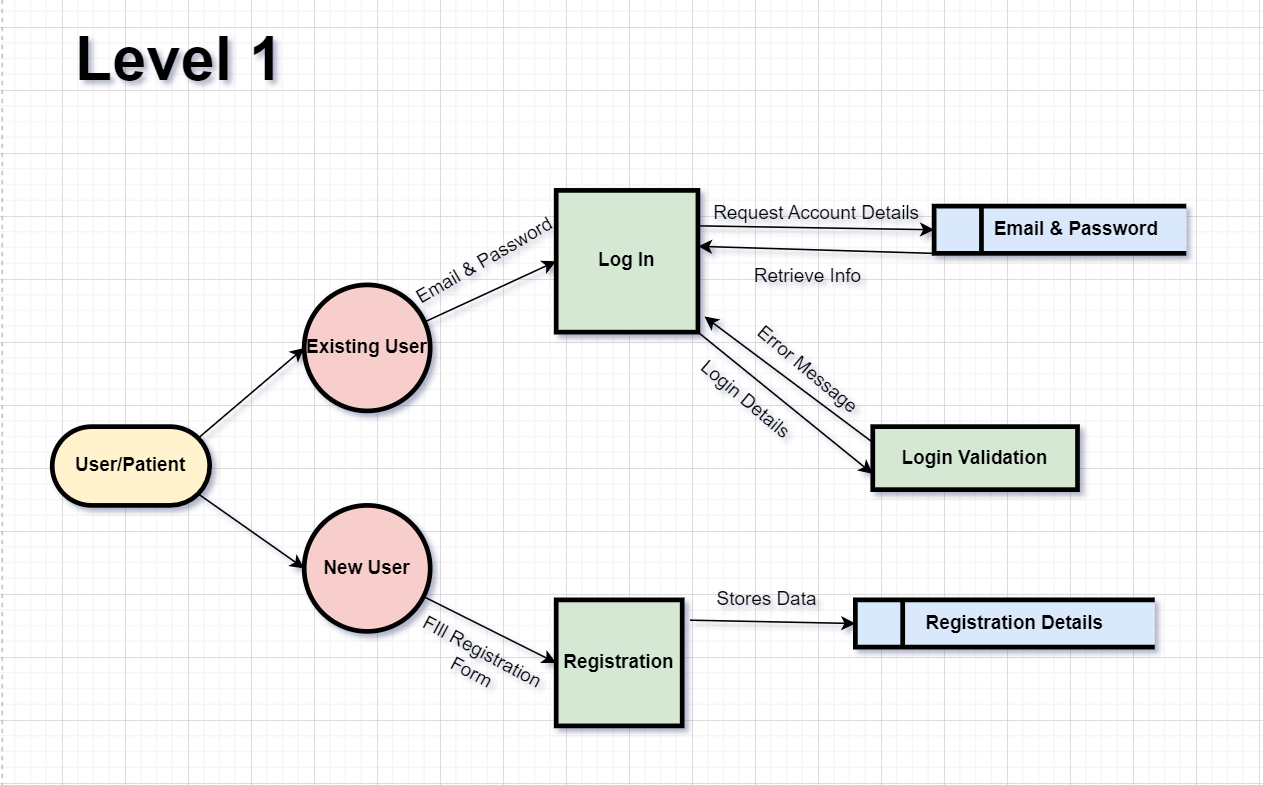 Level 1
Request Account Details
Email & Password
Email & Password
Log In
Retrieve Info
Existing User
Error Message
Login Details
User/Patient
Login Validation
New User
Stores Data
FIll Registration
Form
Registration
Registration Details